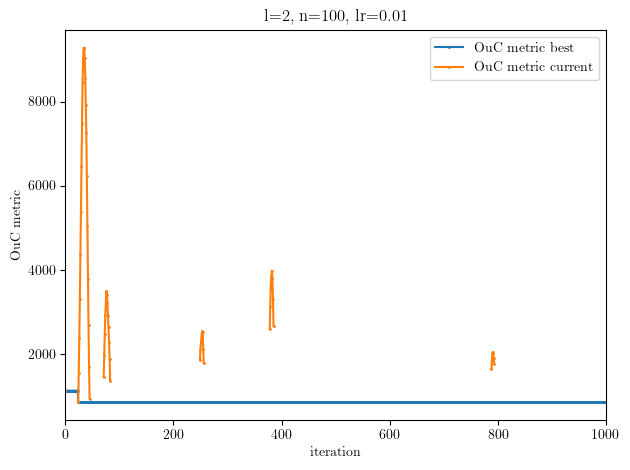 l=2, n=100, lr=0.01
OuC metric best
OuC metric current
OuC metric
8000
6000
4000
2000
0
200
400
600
800
1000
iteration